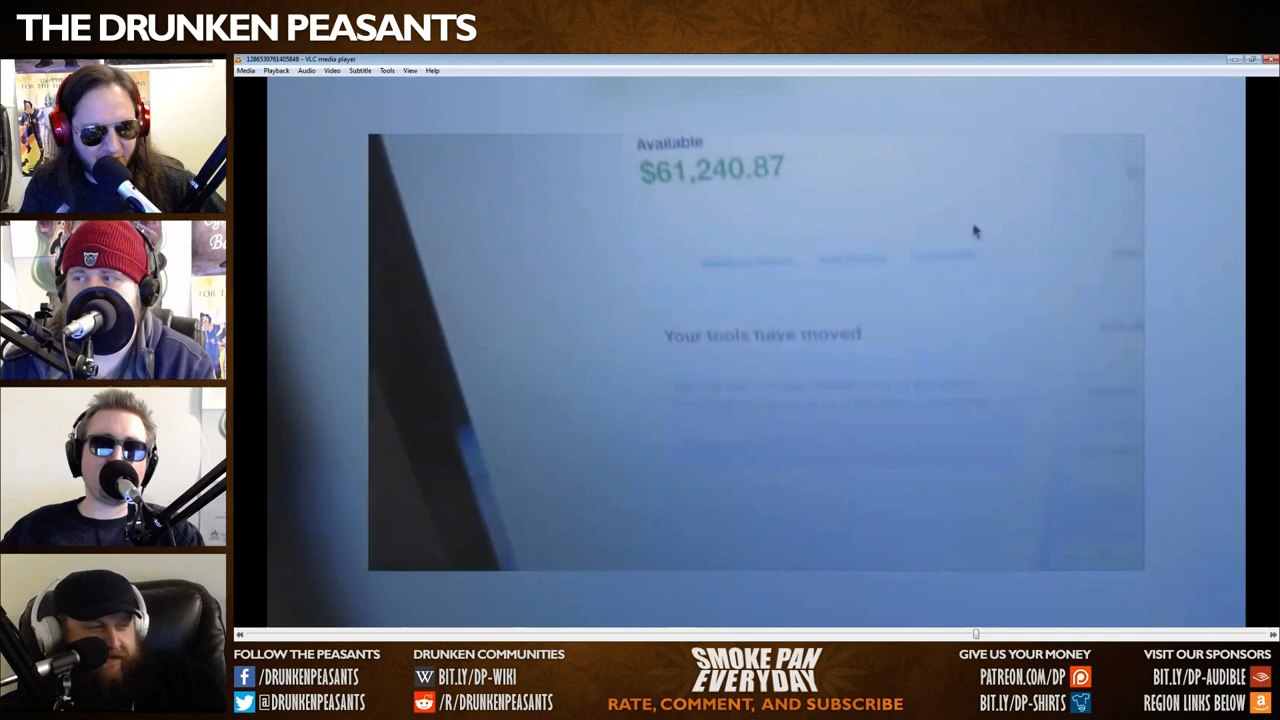 THE DRUNKEN PEASANTS
1286530761405848 - VLC media player
Media Playback Audio Video Subtitle Tools View Help
Available
$61,240.87
Your tools have moved
FOLLOW THE PEASANTS
/DRUNKENPEASANTS
@DRUNKENPEASANTS
DRUNKEN COMMUNITIES
W BIT.LY/DP-WIKI
/R/DRUNKENPEASANTS
SMOKE PAN
EVERYDAY
RATE, COMMENT, AND SUBSCRIBE
GIVE US YOUR MONEY
PATREON.COM/DP
BIT.LY/DP-SHIRTS
VISIT OUR SPONSORS
BIT.LY/DP-AUDIBLE
REGION LINKS BELOW